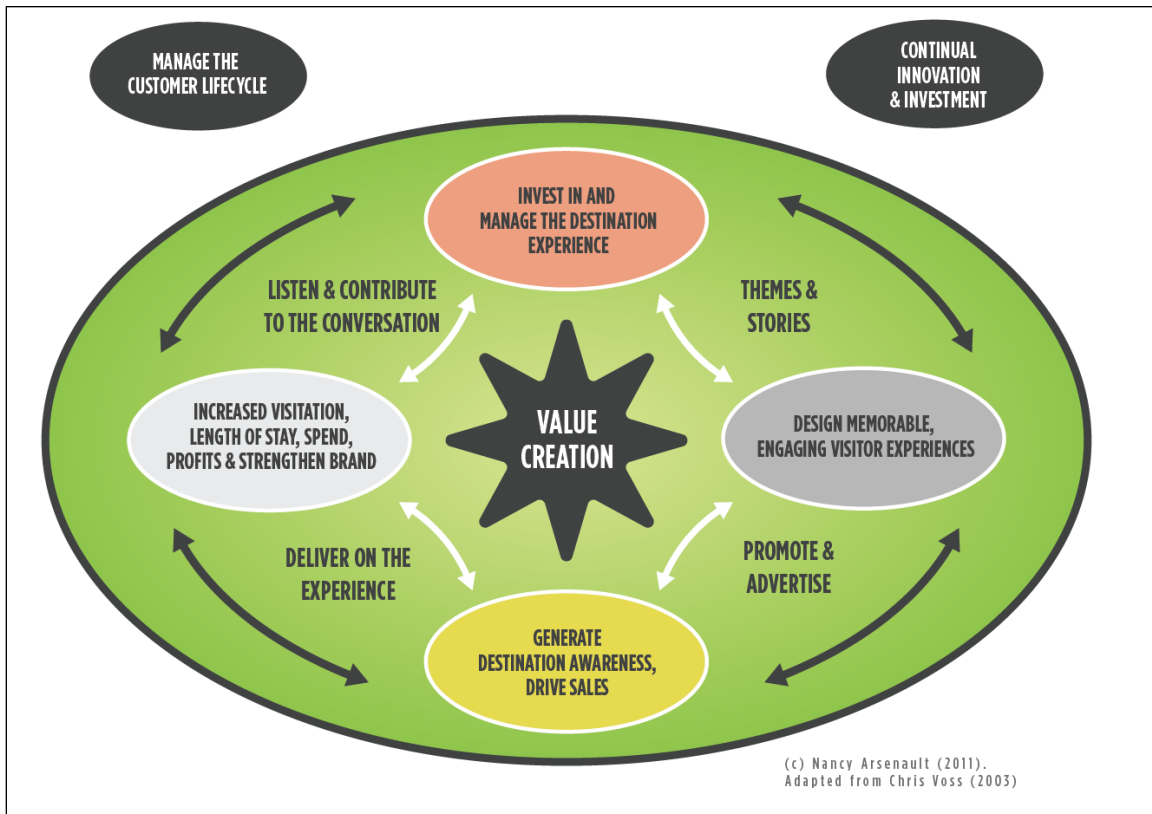 MANAGE THE
CUSTOMER LIFECYCLE
CONTINUAL
INNOVATION
& INVESTMENT
INVEST IN AND
MANAGE THE DESTINATION
EXPERIENCE
LISTEN & CONTRIBUTE
TO THE CONVERSATION
THEMES &
STORIES
INCREASED VISITATION,
LENGTH OF STAY, SPEND,
PROFITS & STRENGTHEN BRAND
VALUE
CREATION
DESIGN MEMORABLE,
ENGAGING VISITOR EXPERIENCES
DELIVER ON THE
EXPERIENCE
PROMOTE &
ADVERTISE
GENERATE
DESTINATION AWARENESS,
DRIVE SALES
(c) Nancy Arsenault (2011).
Adapted from Chris Voss (2003)